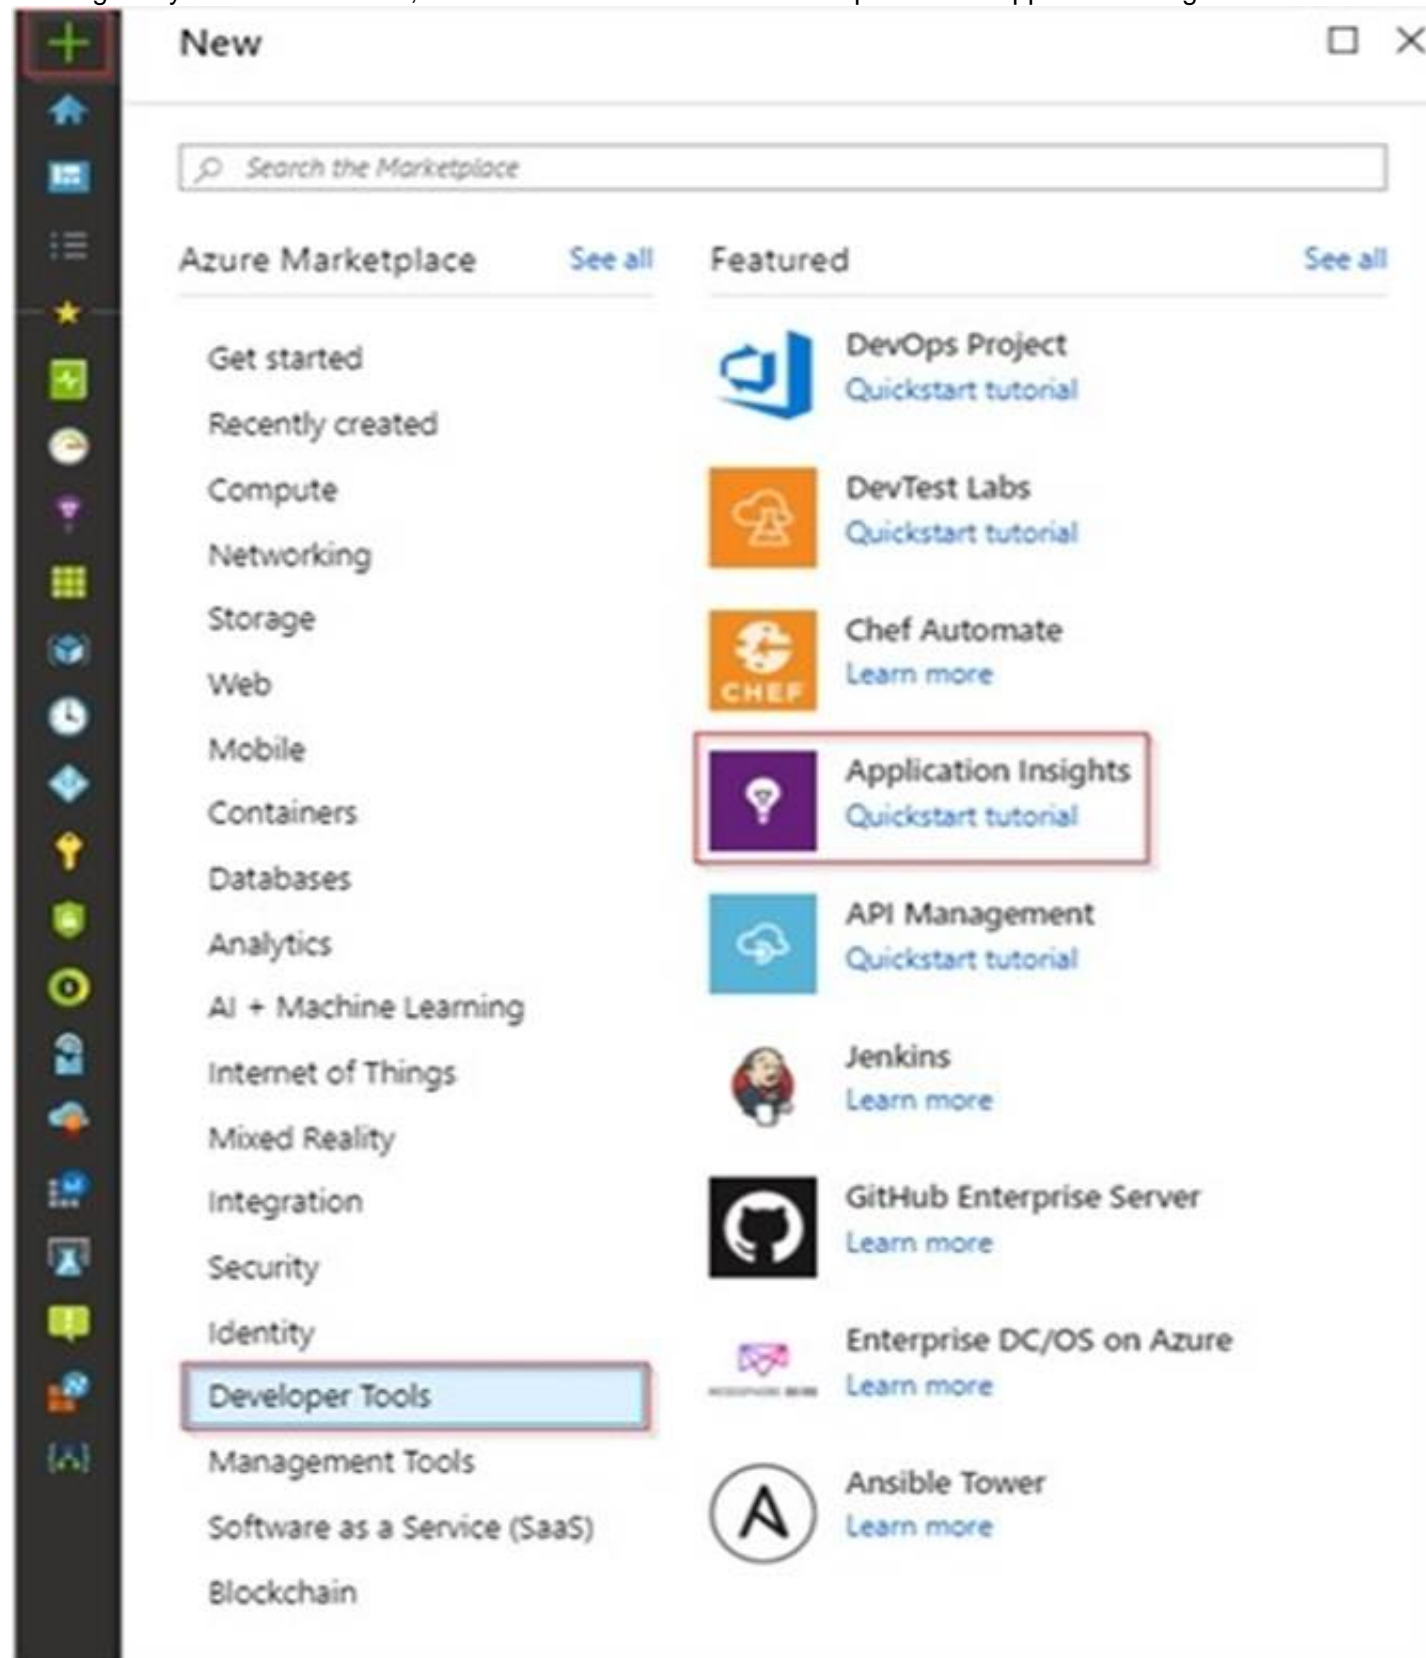 New
Search the Marketplace
Azure Marketplace See all
Get started
Recently created
Compute
Networking
Storage
Web
Mobile
Containers
Databases
Analytics
AI + Machine Learning
Internet of Things
Mixed Reality
Integration
Security
Identity
Developer Tools
Management Tools
Software as a Service (SaaS)
Blockchain
Featured See all
DevOps Project
Quickstart tutorial
DevTest Labs
Quickstart tutorial
CHEF
Chef Automate
Learn more
Application Insights
Quickstart tutorial
API Management
Quickstart tutorial
Jenkins
Learn more
GitHub Enterprise Server
Learn more
Enterprise DC/OS on Azure
Learn more
Ansible Tower
Learn more